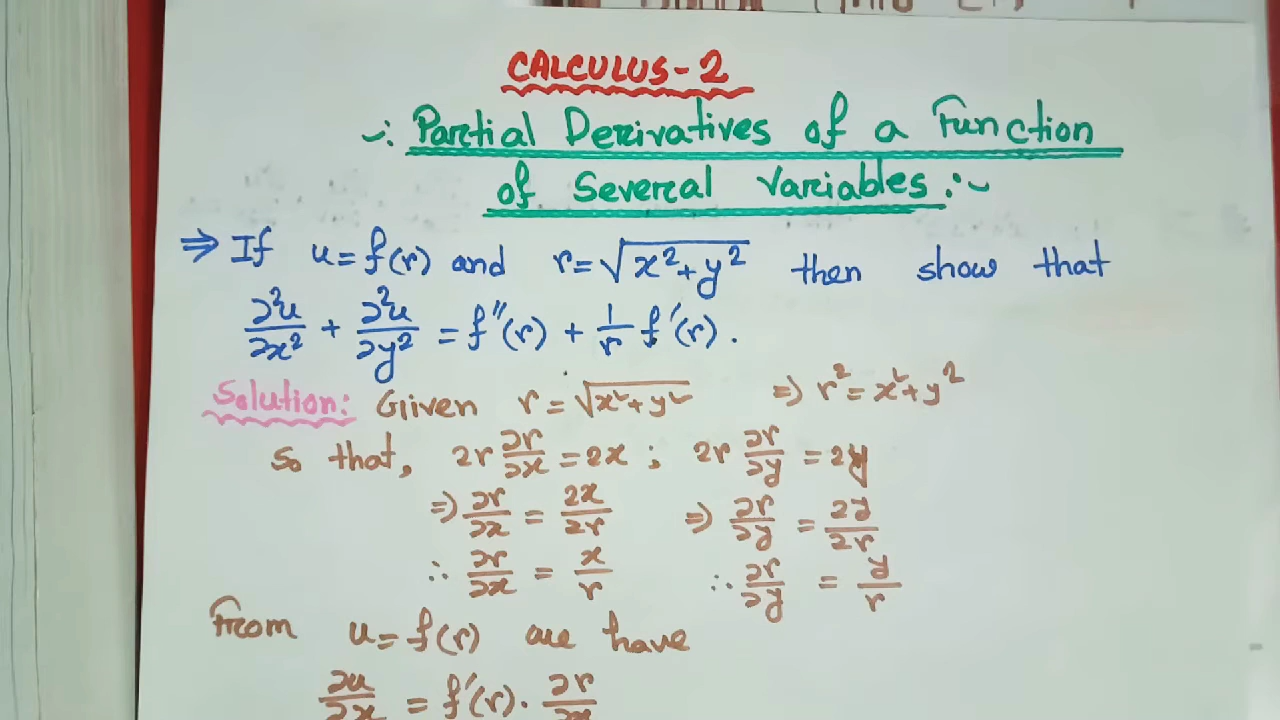 CALCULUS-2
Partial Derivatives of a Function
of Several Variables
⇒ If u = f(r) and r = √(x² + y²) then show that
∂²u/∂x² + ∂²u/∂y² = f''(r) + 1/r f'(r).
Solution: Given r = √(x² + y²) ⇒ r² = x² + y²
So that, 2r ∂r/∂x = 2x ; 2r ∂r/∂y = 2y
⇒ ∂r/∂x = 2x/2r ⇒ ∂r/∂y = 2y/2r
∴ ∂r/∂x = x/r ∴ ∂r/∂y = y/r
From u = f(r) we have
∂u/∂x = f'(r) · ∂r/∂x